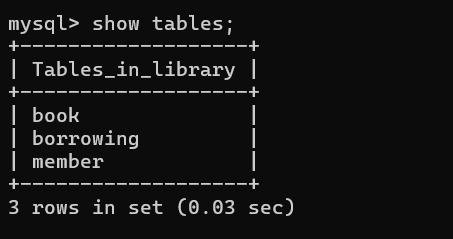 mysql> show tables;
+-------------------+
| Tables_in_library |
+-------------------+
| book              |
| borrowing         |
| member            |
+-------------------+
3 rows in set (0.03 sec)